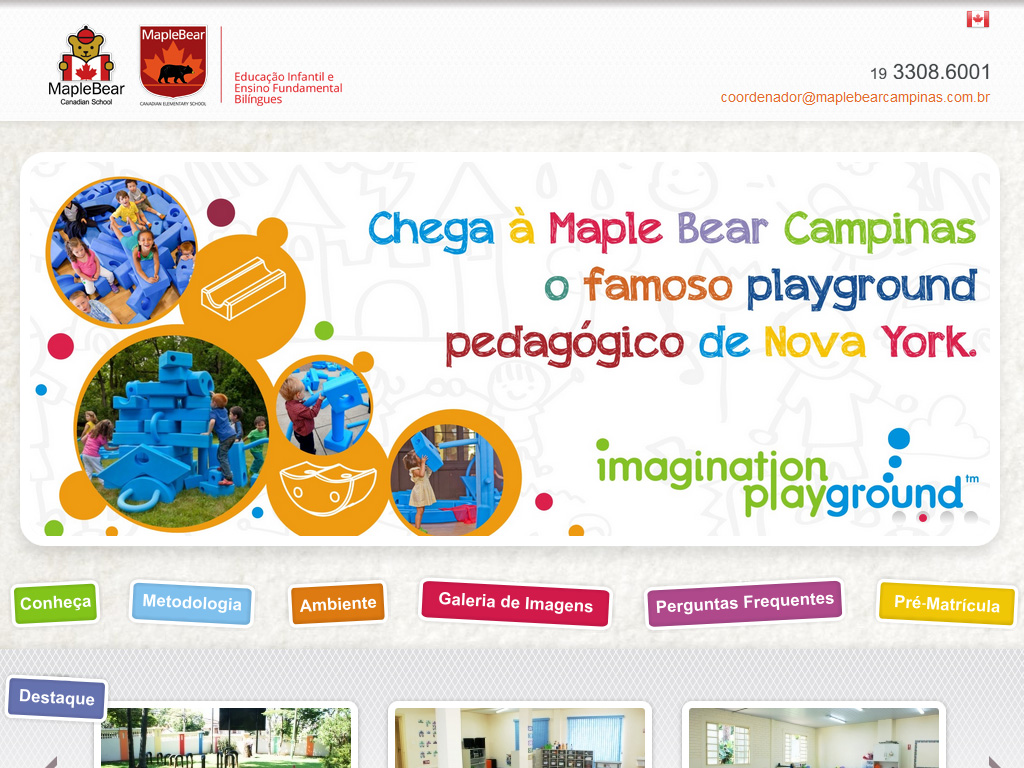 MapleBear
Canadian School
MapleBear
CANADIAN ELEMENTARY SCHOOL
Educação Infantil e
Ensino Fundamental
Bilíngues
19 3308.6001
coordenador@maplebearcampinas.com.br
Chega à Maple Bear Campinas
o famoso playground
pedagógico de Nova York.
imagination
playground™
Conheça
Metodologia
Ambiente
Galeria de Imagens
Perguntas Frequentes
Pré-Matrícula
Destaque